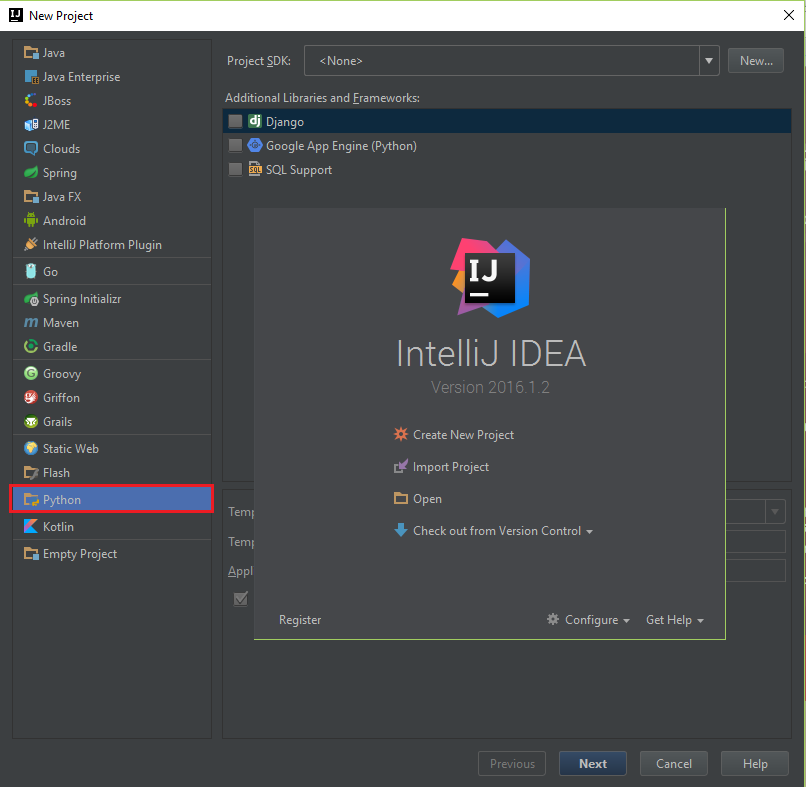 IJ New Project
Java
Java Enterprise
JBoss
J2ME
Clouds
Spring
Java FX
Android
IntelliJ Platform Plugin
Go
Spring Initializr
Maven
Gradle
Groovy
Griffon
Grails
Static Web
Flash
Python
Kotlin
Empty Project
Project SDK:
<None>
New...
Additional Libraries and Frameworks:
dj Django
Google App Engine (Python)
SQL SQL Support
Temp
Temp
Appl
IJ
IntelliJ IDEA
Version 2016.1.2
Create New Project
Import Project
Open
Check out from Version Control
Register
Configure
Get Help
Previous
Next
Cancel
Help